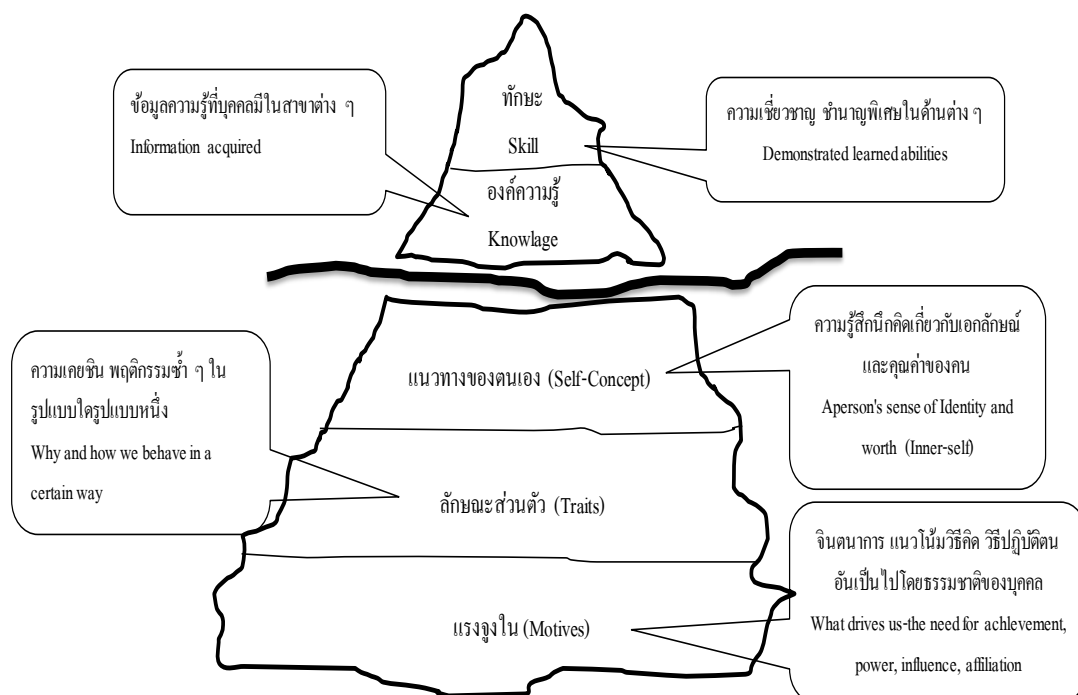 ทักษะ
Skill
องค์ความรู้
Knowlage
ข้อมูลความรู้ที่บุคคลมีในสาขาต่าง ๆ
Information acquired
ความเชี่ยวชาญ ชำนาญพิเศษในด้านต่าง ๆ
Demonstrated learned abilities
แนวทางของตนเอง (Self-Concept)
ความรู้สึกนึกคิดเกี่ยวกับเอกลักษณ์
และคุณค่าของคน
Aperson's sense of Identity and
worth (Inner-self)
ความเคยชิน พฤติกรรมซ้ำ ๆ ใน
รูปแบบใดรูปแบบหนึ่ง
Why and how we behave in a
certain way
ลักษณะส่วนตัว (Traits)
จินตนาการ แนวโน้มวิธีคิด วิธีปฏิบัติตน
อันเป็นไปโดยธรรมชาติของบุคคล
What drives us-the need for achlevement,
power, influence, affiliation
แรงจูงใน (Motives)